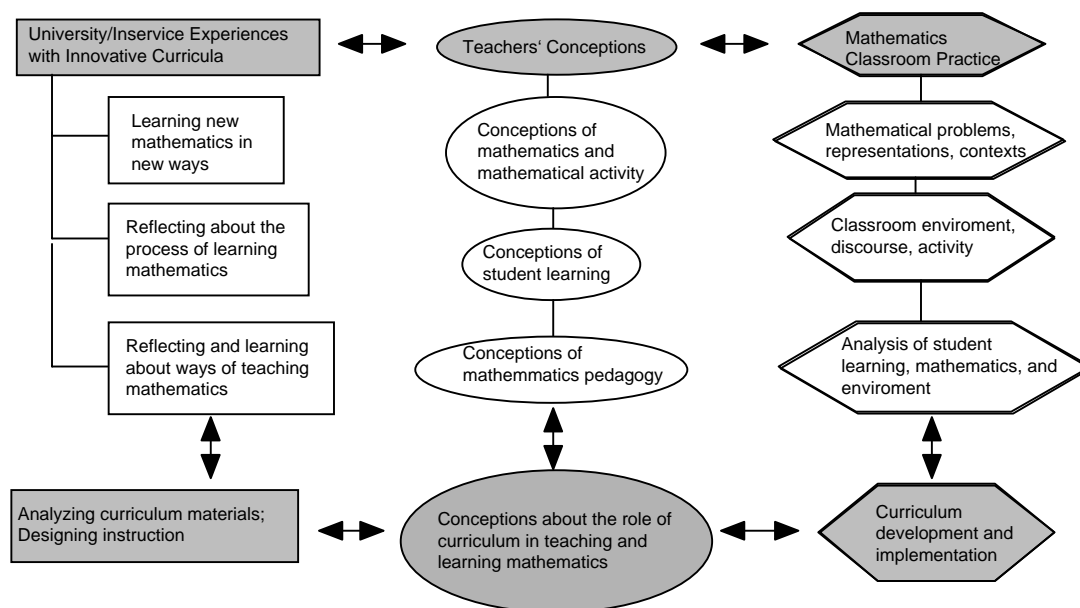 University/Inservice Experiences
with Innovative Curricula
Teachers‘ Conceptions
Mathematics
Classroom Practice
Learning new
mathematics in
new ways
Conceptions of
mathematics and
mathematical activity
Mathematical problems,
representations, contexts
Reflecting about the
process of learning
mathematics
Conceptions
of student learning
Classroom enviroment,
discourse, activity
Reflecting and learning
about ways of teaching
mathematics
Conceptions of
mathemmatics pedagogy
Analysis of student
learning, mathematics, and
enviroment
Analyzing curriculum materials;
Designing instruction
Conceptions about the role of
curriculum in teaching and
learning mathematics
Curriculum
development and
implementation